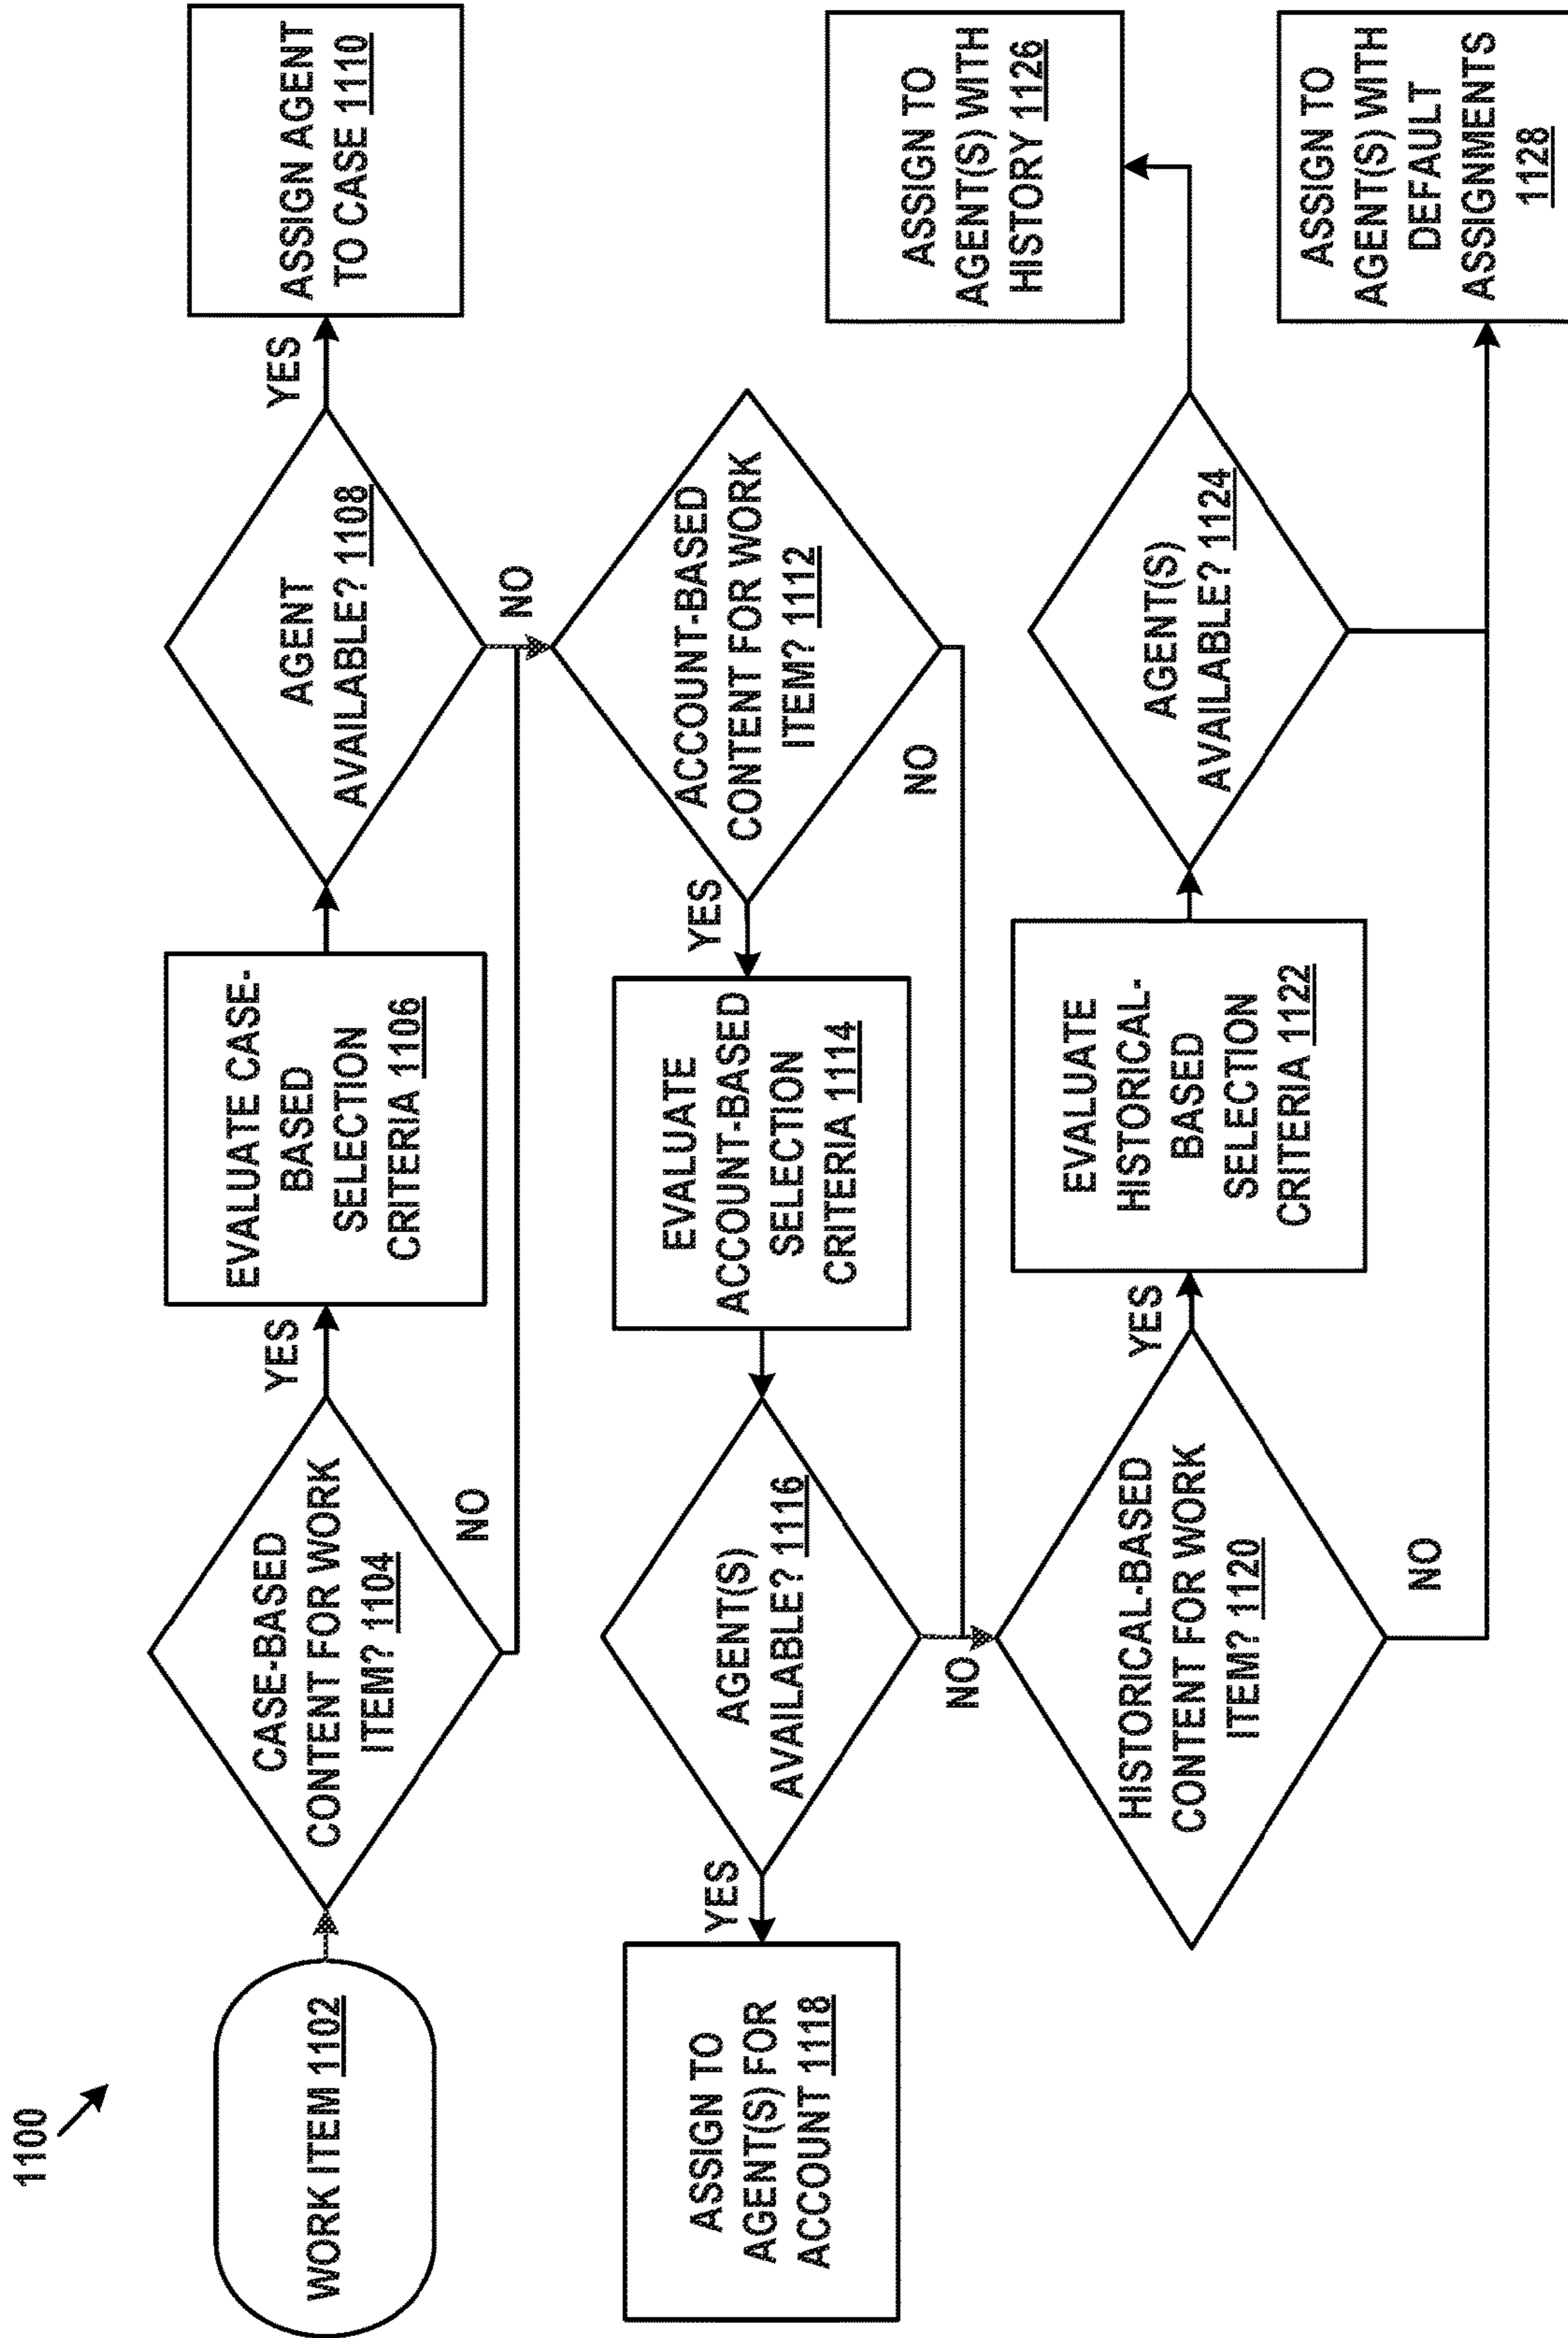 1100
WORK ITEM 1102
CASE-BASED
CONTENT FOR WORK
ITEM? 1104
YES
NO
EVALUATE CASE-
BASED
SELECTION
CRITERIA 1106
AGENT
AVAILABLE? 1108
YES
NO
ASSIGN AGENT
TO CASE 1110
ACCOUNT-BASED
CONTENT FOR WORK
ITEM? 1112
YES
NO
EVALUATE
ACCOUNT-BASED
SELECTION
CRITERIA 1114
AGENT(S)
AVAILABLE? 1116
YES
NO
ASSIGN TO
AGENT(S) FOR
ACCOUNT 1118
HISTORICAL-BASED
CONTENT FOR WORK
ITEM? 1120
YES
NO
EVALUATE
HISTORICAL-
BASED
SELECTION
CRITERIA 1122
AGENT(S)
AVAILABLE? 1124
ASSIGN TO
AGENT(S) WITH
HISTORY 1126
ASSIGN TO
AGENT(S) WITH
DEFAULT
ASSIGNMENTS
1128